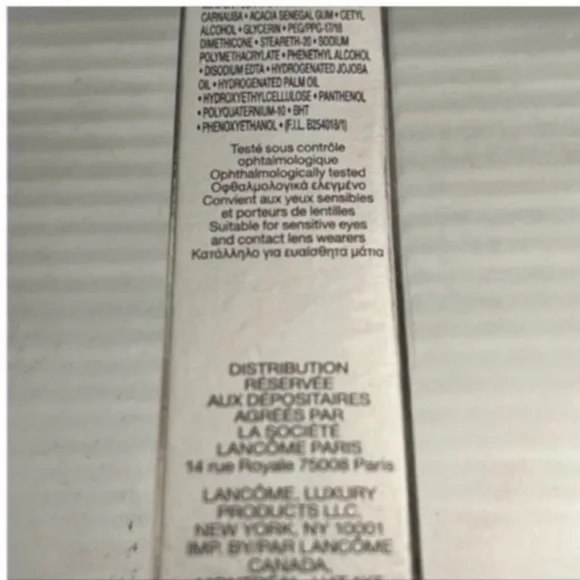 CARNAUBA • ACACIA SENEGAL GUM • CETYL
ALCOHOL • GLYCERIN • PEG/PPG-17/18
DIMETHICONE • STEARETH-20 • SODIUM
POLYMETHACRYLATE • PHENETHYL ALCOHOL
• DISODIUM EDTA • HYDROGENATED JOJOBA
OIL • HYDROGENATED PALM OIL
• HYDROXYETHYLCELLULOSE • PANTHENOL
• POLYQUATERNIUM-10 • BHT
• PHENOXYETHANOL • (F.I.L. B254018/1)
Testé sous contrôle
ophtalmologique
Ophthalmologically tested
Οφθαλμολογικά ελεγμένο
Convient aux yeux sensibles
et porteurs de lentilles
Suitable for sensitive eyes
and contact lens wearers
Κατάλληλο για ευαίσθητα μάτια
DISTRIBUTION
RÉSERVÉE
AUX DÉPOSITAIRES
AGRÉÉS PAR
LA SOCIÉTÉ
LANCÔME PARIS
14 rue Royale 75008 Paris
LANCÔME, LUXURY
PRODUCTS LLC,
NEW YORK, NY 10001
IMP. BY/PAR LANCÔME
CANADA,